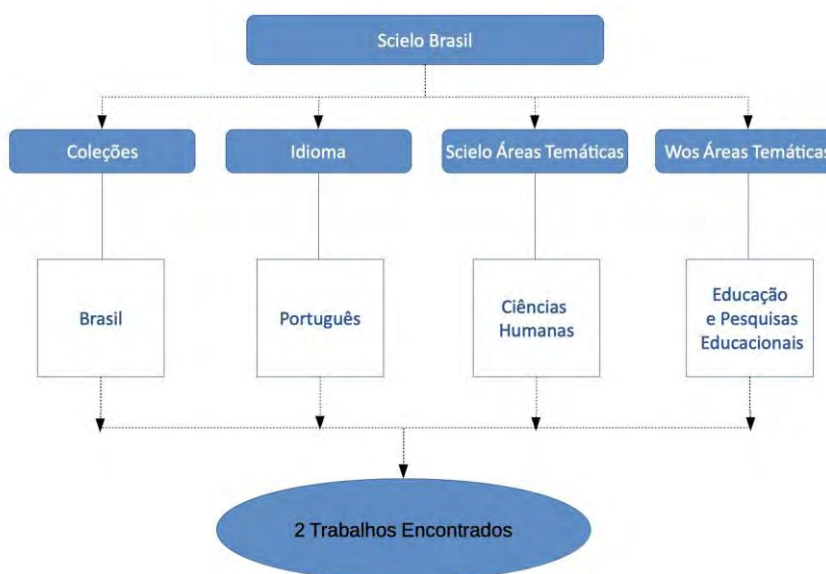 Scielo Brasil
Coleções
Idioma
Scielo Áreas Temáticas
Wos Áreas Temáticas
Brasil
Português
Ciências
Humanas
Educação
e Pesquisas
Educacionais
2 Trabalhos Encontrados